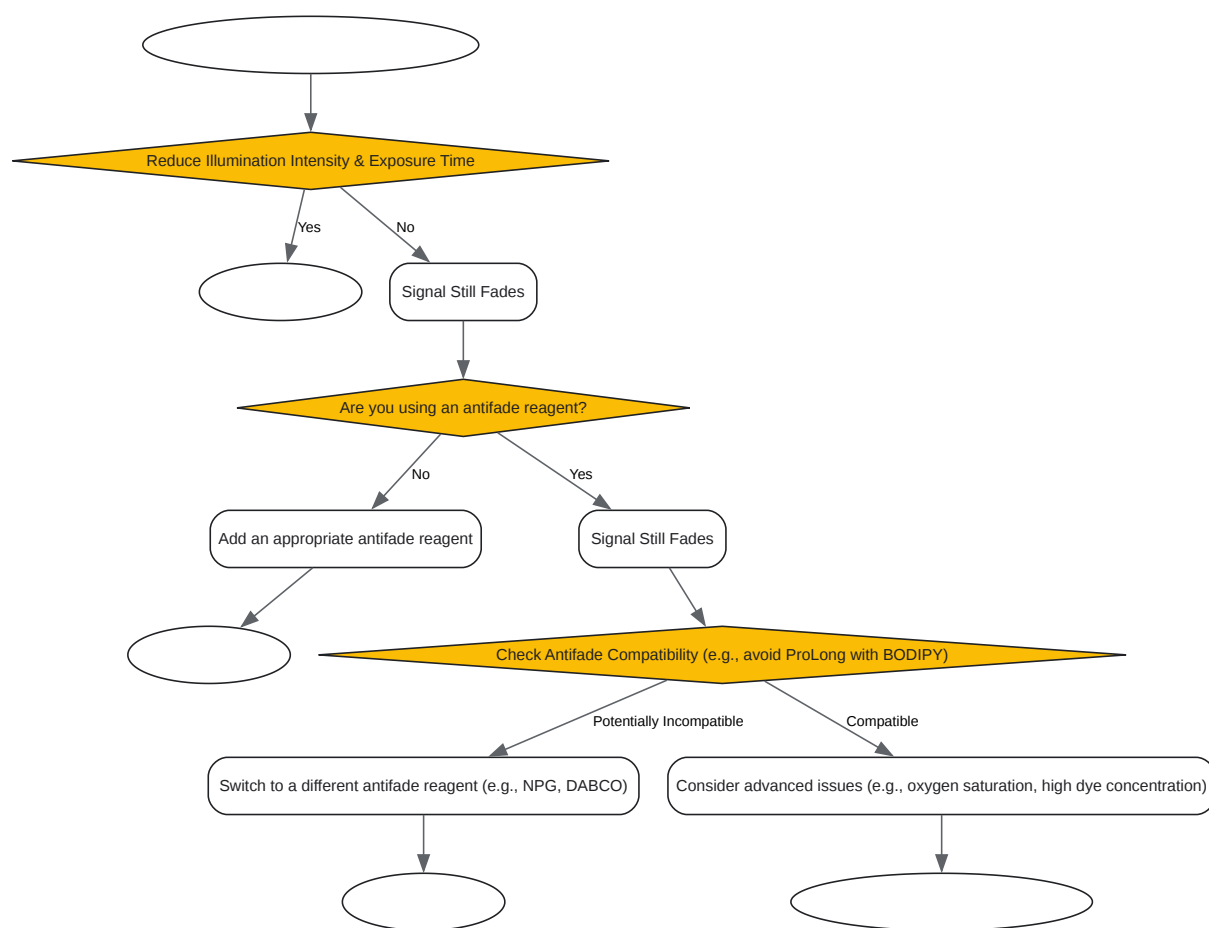 Reduce Illumination Intensity & Exposure Time
Yes
No
Signal Still Fades
Are you using an antifade reagent?
No
Yes
Add an appropriate antifade reagent
Signal Still Fades
Check Antifade Compatibility (e.g., avoid ProLong with BODIPY)
Potentially Incompatible
Compatible
Switch to a different antifade reagent (e.g., NPG, DABCO)
Consider advanced issues (e.g., oxygen saturation, high dye concentration)